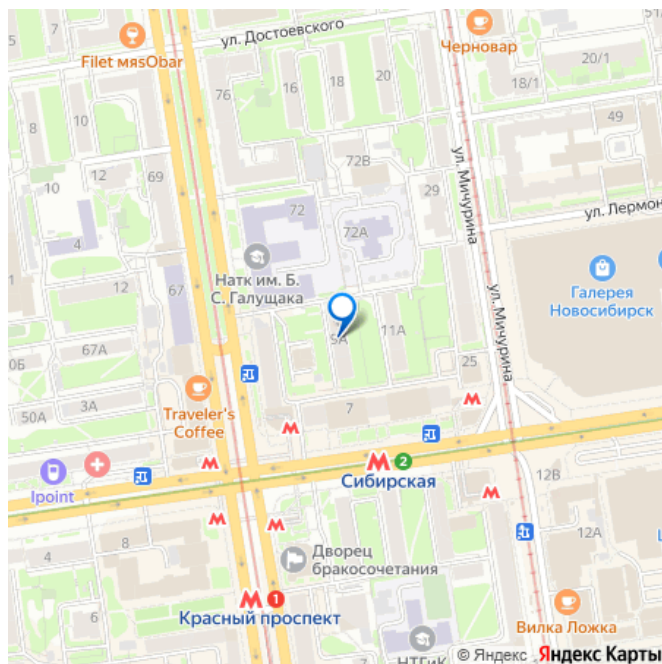 ул. Достоевского
Filet мяsObar
Черновар
51/
20/1
18/1
20
18
16
76
8
49
72В
10
12
69
29
ул. Мичурина
72
72А
ул. Лермон
4
Натк им. Б.
С. Галущака
12
67
Галерея
Новосибирск
ул. Мичурина
9А
11А
67А
25
0Б
3А
50А
7
Traveler's
Coffee
М
М
М
М 2
Сибирская
Ipoint
12В
М
М
М
12А
4
8
Дворец
бракосочетания
М 1
Красный проспект
6
Вилка Ложка
НТГиК
© Яндекс Яндекс Карты